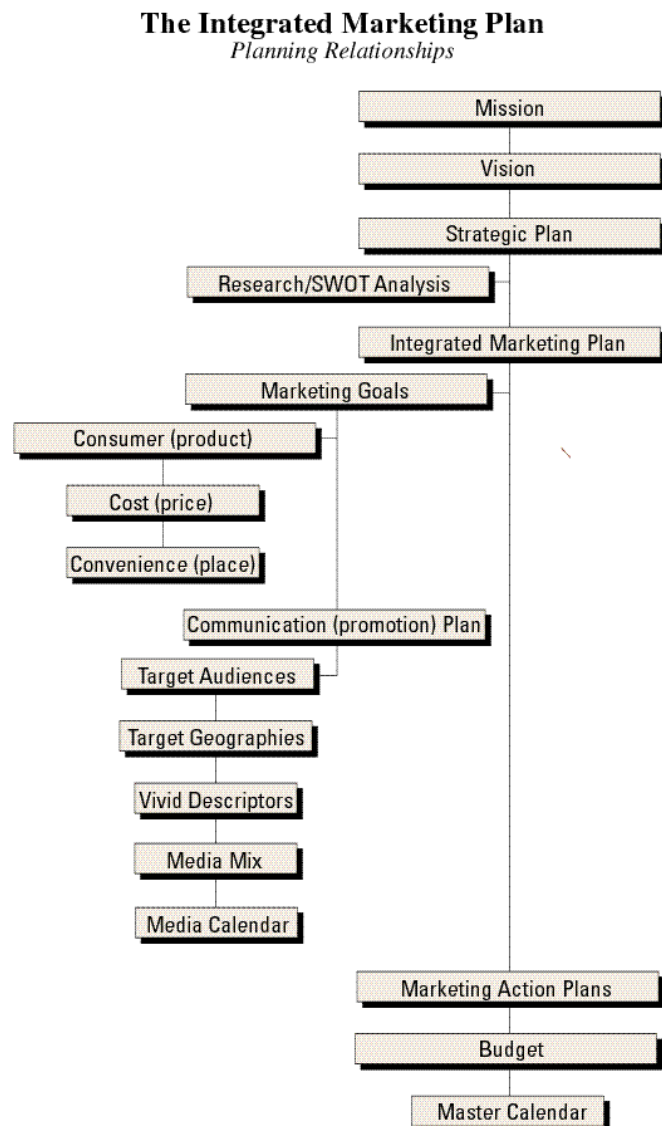 The Integrated Marketing Plan
Planning Relationships
Mission
Vision
Strategic Plan
Research/SWOT Analysis
Integrated Marketing Plan
Marketing Goals
Consumer (product)
Cost (price)
Convenience (place)
Communication (promotion) Plan
Target Audiences
Target Geographies
Vivid Descriptors
Media Mix
Media Calendar
Marketing Action Plans
Budget
Master Calendar